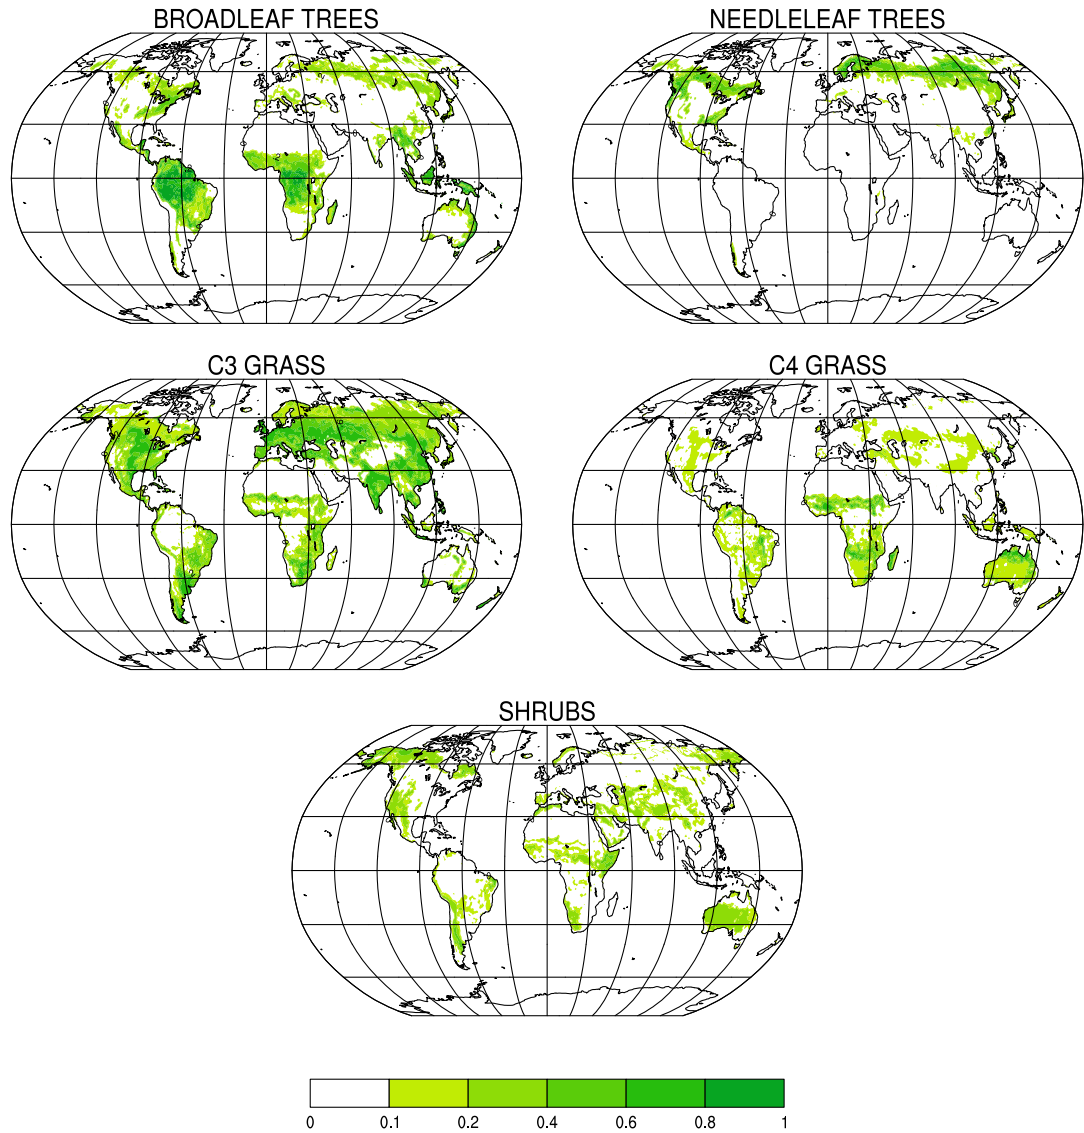 BROADLEAF TREES
NEEDLELEAF TREES
C3 GRASS
C4 GRASS
SHRUBS
0 0.1 0.2 0.4 0.6 0.8 1